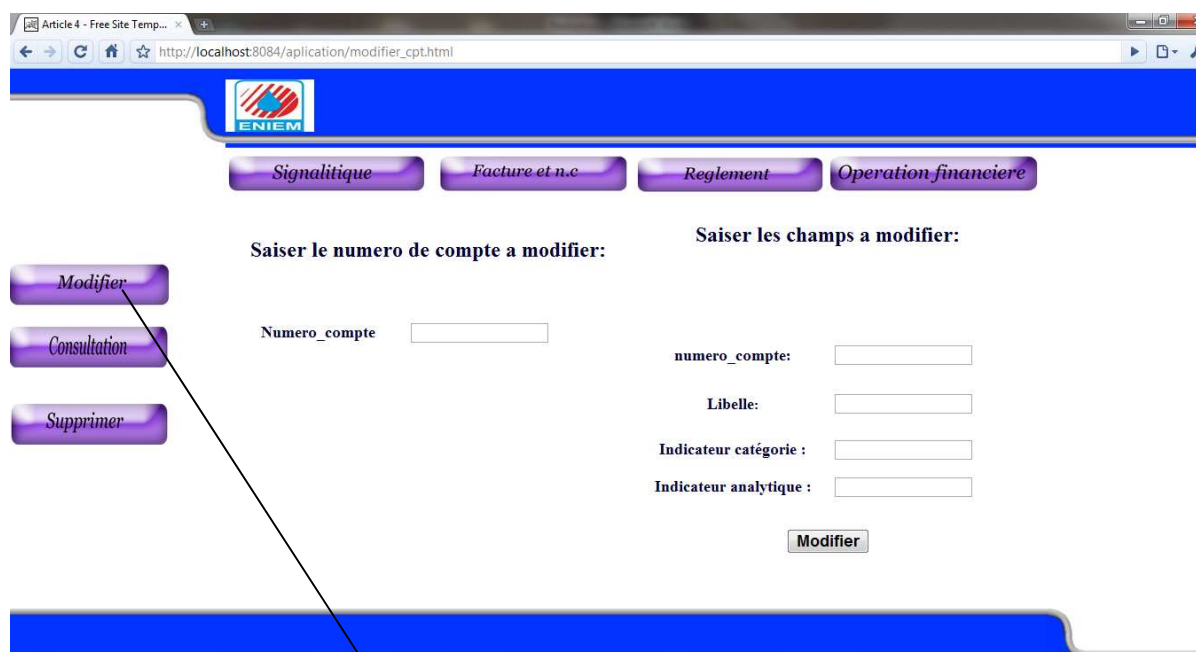 Article 4 - Free Site Temp...
http://localhost:8084/aplication/modifier_cpt.html
ENIEM
Signalitique
Facture et n.c
Reglement
Operation financiere
Saiser le numero de compte a modifier:
Saiser les champs a modifier:
Modifier
Consultation
Supprimer
Numero_compte
numero_compte:
Libelle:
Indicateur catégorie :
Indicateur analytique :
Modifier